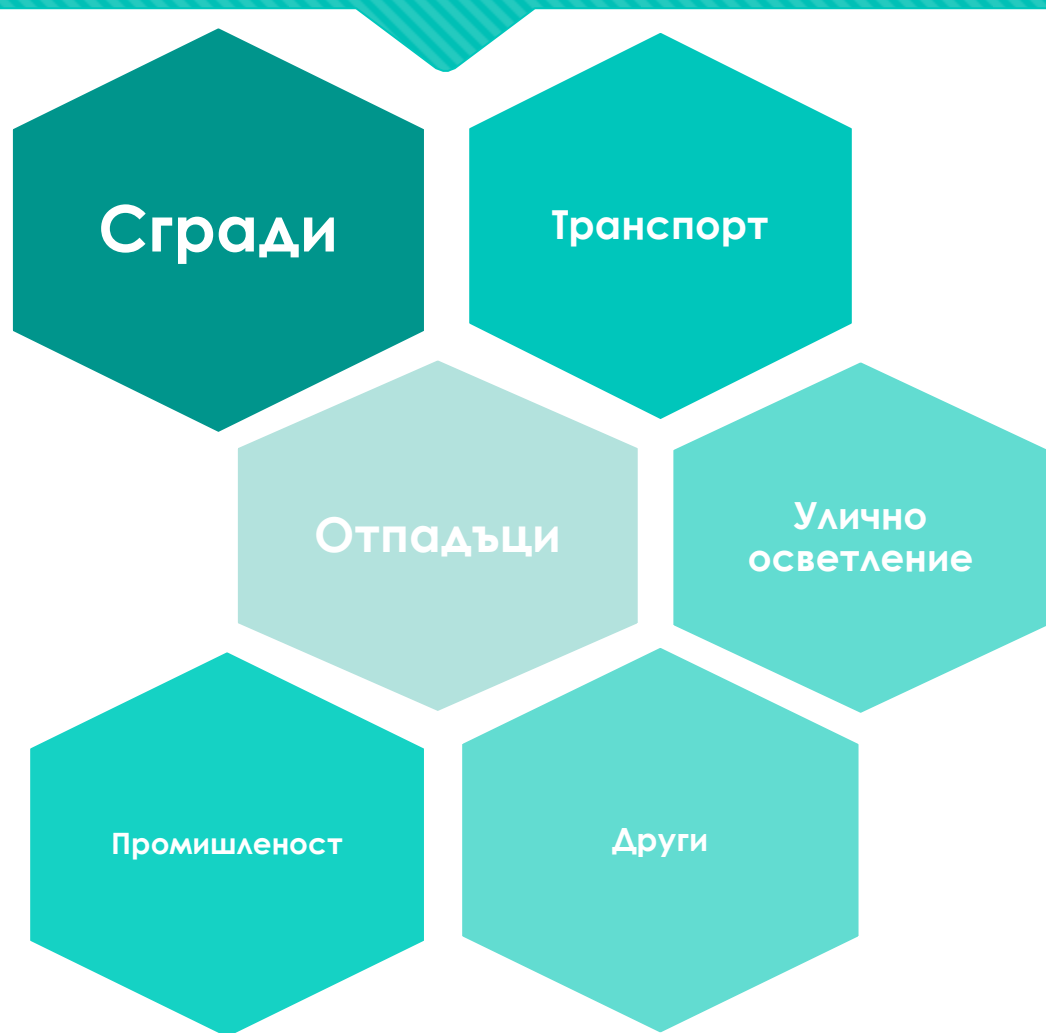 Сгради
Транспорт
Отпадъци
Улично
осветление
Промишленост
Други